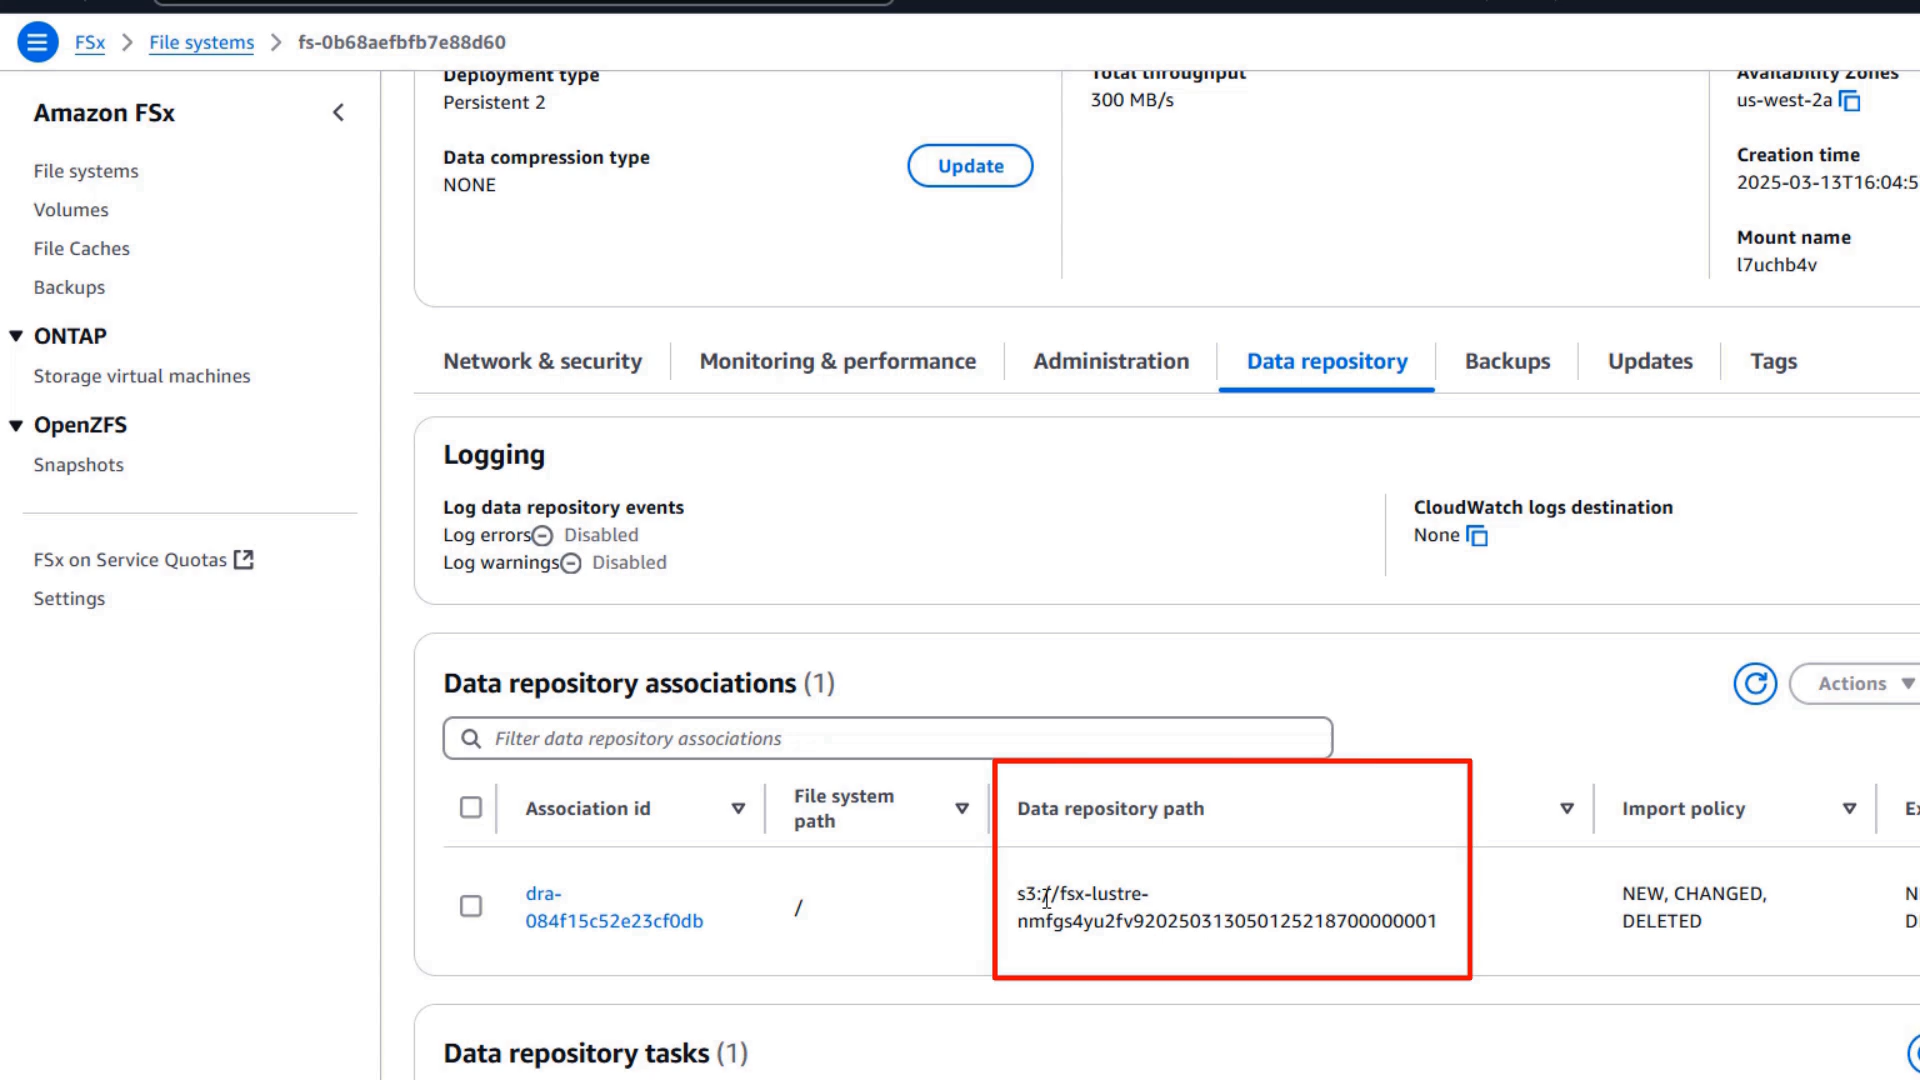 FSx > File systems > fs-0b68aefbfb7e88d60
Amazon FSx
File systems
Volumes
File Caches
Backups
ONTAP
Storage virtual machines
OpenZFS
Snapshots
FSx on Service Quotas
Settings
Deployment type
Persistent 2
Data compression type
NONE
Update
Total throughput
300 MB/s
Availability Zones
us-west-2a
Creation time
2025-03-13T16:04:5
Mount name
l7uchb4v
Network & security
Monitoring & performance
Administration
Data repository
Backups
Updates
Tags
Logging
Log data repository events
Log errors Disabled
Log warnings Disabled
CloudWatch logs destination
None
Data repository associations (1)
Actions
Filter data repository associations
Association id
File system
path
Data repository path
Import policy
dra-
084f15c52e23cf0db
/
s3://fsx-lustre-
nmfgs4yu2fv920250313050125218700000001
NEW, CHANGED,
DELETED
Data repository tasks (1)